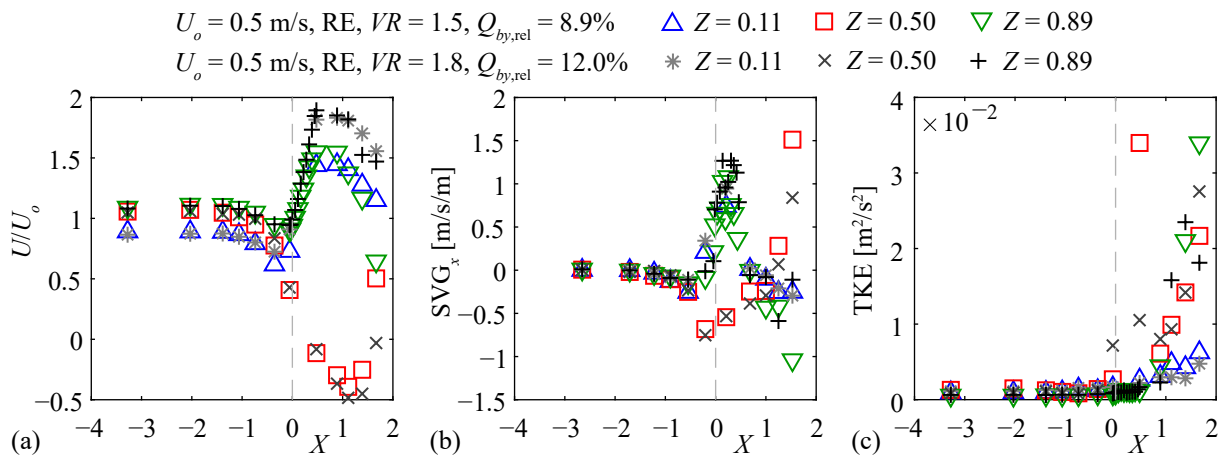 U_o = 0.5 m/s, RE, VR = 1.5, Q_by,rel = 8.9% Z = 0.11 Z = 0.50 Z = 0.89
U_o = 0.5 m/s, RE, VR = 1.8, Q_by,rel = 12.0% Z = 0.11 Z = 0.50 Z = 0.89
2
1.5
1
0.5
0
−0.5
U/U_o
−4 −3 −2 −1 0 1 2
X
(a)
2
1.5
1
0.5
0
−0.5
−1
−1.5
SVG_x [m/s/m]
−4 −3 −2 −1 0 1 2
X
(b)
×10^−2
4
3
2
1
0
TKE [m²/s²]
−4 −3 −2 −1 0 1 2
X
(c)